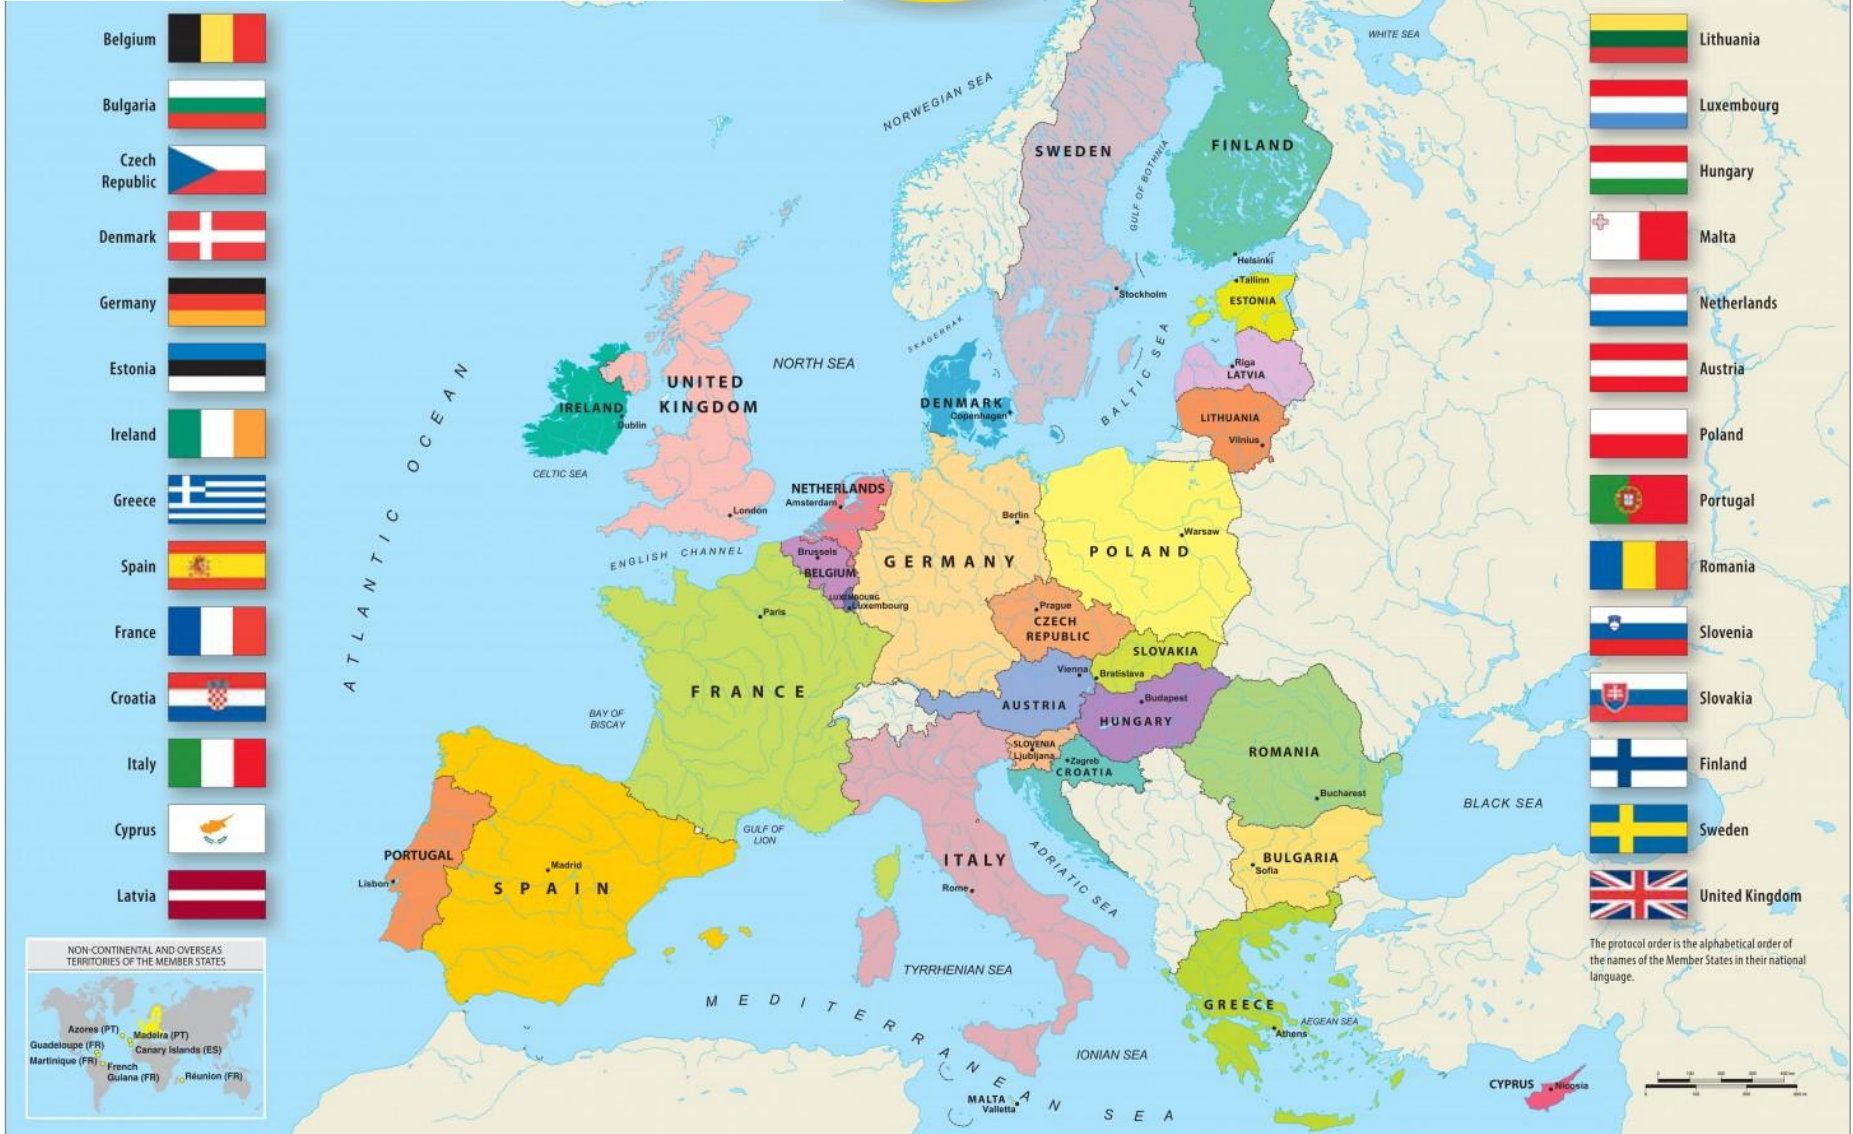 Belgium
Bulgaria
Czech
Republic
Denmark
Germany
Estonia
Ireland
Greece
Spain
France
Croatia
Italy
Cyprus
Latvia
NON-CONTINENTAL AND OVERSEAS
TERRITORIES OF THE MEMBER STATES
Azores (PT)
Madeira (PT)
Guadeloupe (FR)
Canary Islands (ES)
Martinique (FR)
French
Guiana (FR)
Réunion (FR)
WHITE SEA
NORWEGIAN SEA
SWEDEN
FINLAND
GULF OF BOTHNIA
Helsinki
Tallinn
ESTONIA
Stockholm
SKAGERRAK
NORTH SEA
BALTIC SEA
Riga
LATVIA
UNITED
KINGDOM
IRELAND
Dublin
DENMARK
Copenhagen
LITHUANIA
Vilnius
ATLANTIC OCEAN
CELTIC SEA
NETHERLANDS
Amsterdam
London
Berlin
Warsaw
ENGLISH CHANNEL
Brussels
BELGIUM
GERMANY
POLAND
LUXEMBOURG
Luxembourg
Paris
Prague
CZECH
REPUBLIC
SLOVAKIA
Vienna
Bratislava
FRANCE
AUSTRIA
Budapest
HUNGARY
BAY OF
BISCAY
SLOVENIA
Ljubljana
Zagreb
CROATIA
ROMANIA
Bucharest
BLACK SEA
GULF OF
LION
PORTUGAL
Lisbon
Madrid
SPAIN
ITALY
Rome
ADRIATIC SEA
BULGARIA
Sofia
TYRRHENIAN SEA
MEDITERRANEAN SEA
GREECE
AEGEAN SEA
Athens
IONIAN SEA
MALTA
Valletta
CYPRUS
Nicosia
Lithuania
Luxembourg
Hungary
Malta
Netherlands
Austria
Poland
Portugal
Romania
Slovenia
Slovakia
Finland
Sweden
United Kingdom
The protocol order is the alphabetical order of
the names of the Member States in their national
language.